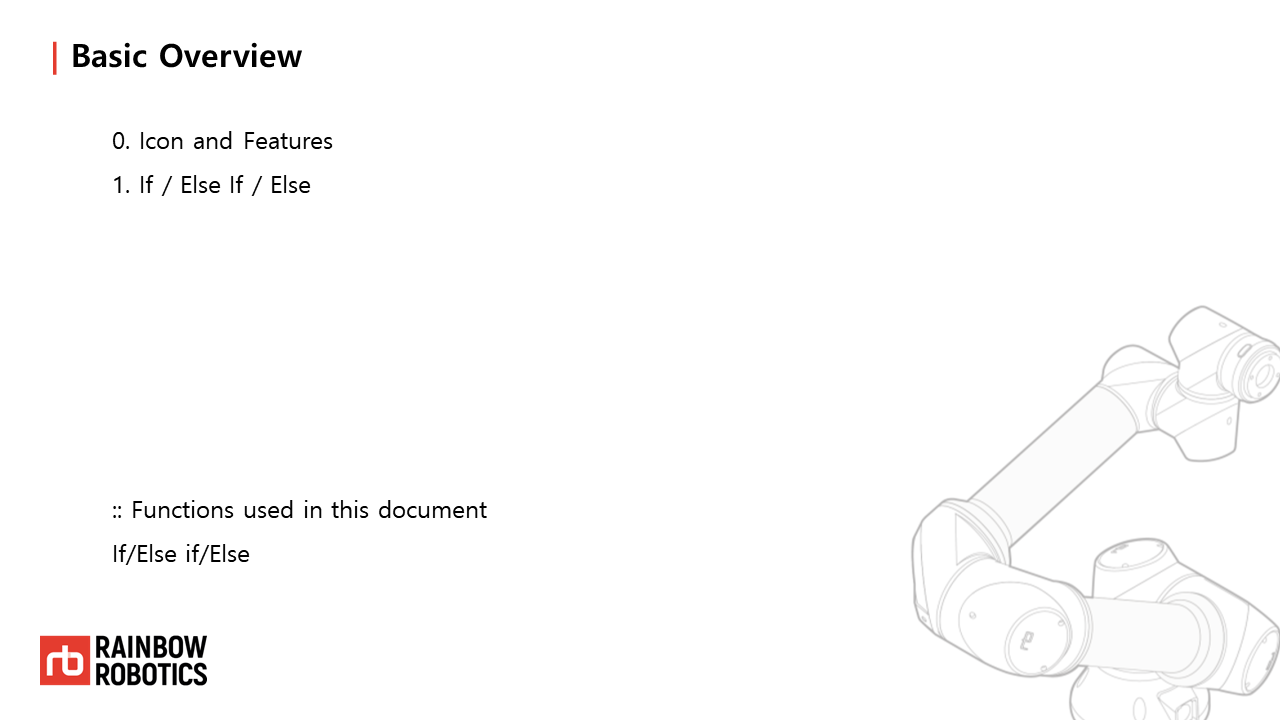 Basic Overview
0. Icon and Features
1. If / Else If / Else
:: Functions used in this document
If/Else if/Else
rb RAINBOW
ROBOTICS
rb